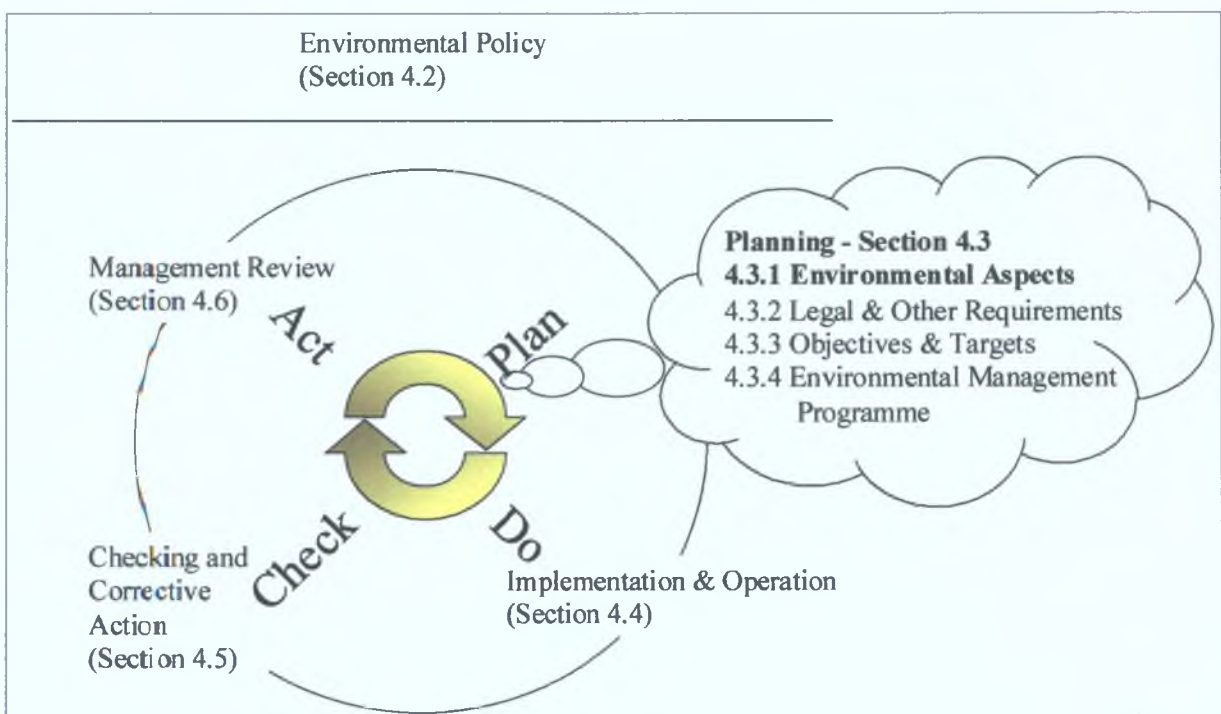 Environmental Policy
(Section 4.2)
Planning - Section 4.3
4.3.1 Environmental Aspects
4.3.2 Legal & Other Requirements
4.3.3 Objectives & Targets
4.3.4 Environmental Management
Programme
Management Review
(Section 4.6)
Act
Plan
Check
Do
Checking and
Corrective
Action
(Section 4.5)
Implementation & Operation
(Section 4.4)